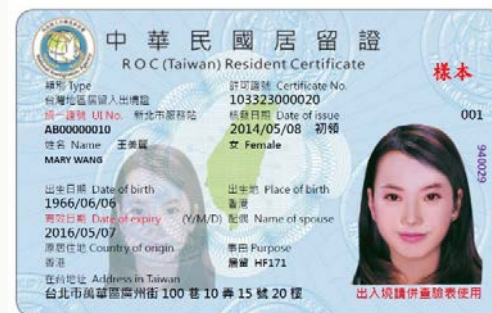 中華民國居留證
ROC (Taiwan) Resident Certificate
樣本
類別 Type 許可證號 Certificate No.
台灣地區居留入出境證 103323000020
統一證號 UI No. 新北市服務站 核發日期 Date of issue 001
AB00000010 2014/05/08 初領
姓名 Name 王美麗 女 Female
MARY WANG
940029
出生日期 Date of birth 出生地 Place of birth
1966/06/06 香港
有效日期 Date of expiry (Y/M/D) 配偶 Name of spouse
2016/05/07
原居住地 Country of origin 事由 Purpose
香港 居留 HF171
在台地址 Address in Taiwan
台北市萬華區廣州街 100 巷 10 弄 15 號 20 樓 出入境請併查驗表使用